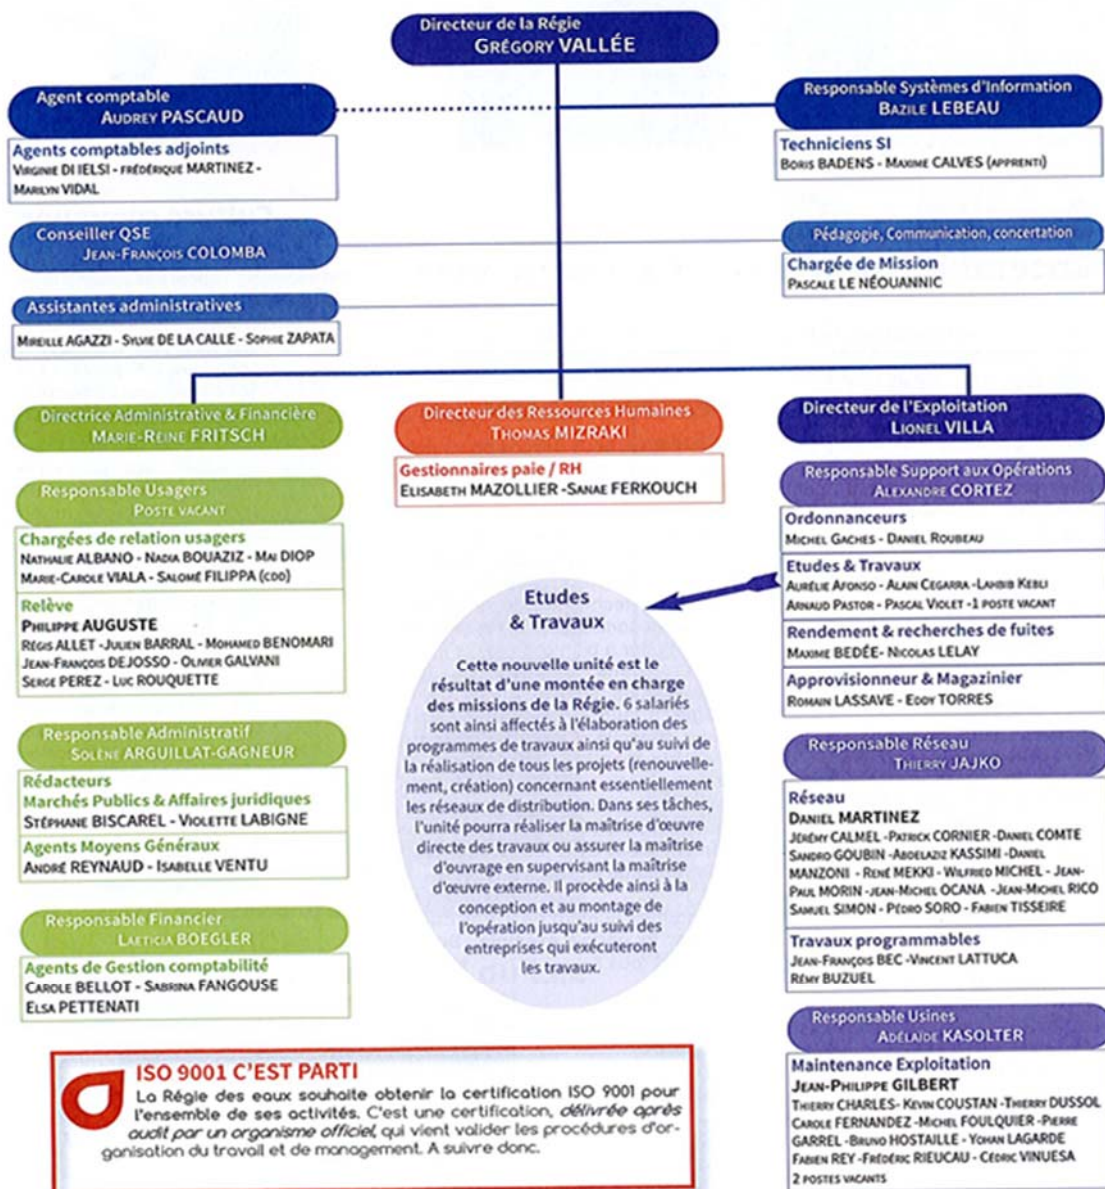 Directeur de la Régie
GRÉGORY VALLÉE
Agent comptable
AUDREY PASCAUD
Agents comptables adjoints
VIRGINIE DI IELSI - FRÉDÉRIQUE MARTINEZ -
MARILYN VIDAL
Responsable Systèmes d'Information
BAZILE LEBEAU
Techniciens SI
BORIS BADENS - MAXIME CALVES (APPRENTI)
Conseiller QSE
JEAN-FRANÇOIS COLOMBA
Pédagogie, Communication, concertation
Chargée de Mission
PASCALE LE NÉOUANNIC
Assistantes administratives
MIREILLE AGAZZI - SYLVIE DE LA CALLE - SOPHIE ZAPATA
Directrice Administrative & Financière
MARIE-REINE FRITSCH
Responsable Usagers
POSTE VACANT
Chargées de relation usagers
NATHALIE ALBANO - NADIA BOUAZIZ - MAI DIOP
MARIE-CAROLE VIALA - SALOMÉ FILIPPA (CDD)
Relève
PHILIPPE AUGUSTE
RÉGIS ALLET -JULIEN BARRAL - MOHAMED BENOMARI
JEAN-FRANÇOIS DEJOSSO - OLIVIER GALVANI
SERGE PEREZ - LUC ROUQUETTE
Responsable Administratif
SOLÈNE ARGUILLAT-GAGNEUR
Rédacteurs
Marchés Publics & Affaires juridiques
STÉPHANE BISCAREL - VIOLETTE LABIGNE
Agents Moyens Généraux
ANDRÉ REYNAUD - ISABELLE VENTU
Responsable Financier
LAETICIA BOEGLER
Agents de Gestion comptabilité
CAROLE BELLOT - SABRINA FANGOUSE
ELSA PETTENATI
Directeur des Ressources Humaines
THOMAS MIZRAKI
Gestionnaires paie / RH
ELISABETH MAZOLLIER -SANAE FERKOUCH
Etudes
& Travaux
Cette nouvelle unité est le
résultat d'une montée en charge
des missions de la Régie. 6 salariés
sont ainsi affectés à l'élaboration des
programmes de travaux ainsi qu'au suivi de
la réalisation de tous les projets (renouvelle-
ment, création) concernant essentiellement
les réseaux de distribution. Dans ses tâches,
l'unité pourra réaliser la maîtrise d'œuvre
directe des travaux ou assurer la maîtrise
d'ouvrage en supervisant la maîtrise
d'œuvre externe. Il procède ainsi à la
conception et au montage de
l'opération jusqu'au suivi des
entreprises qui exécuteront
les travaux.
Directeur de l'Exploitation
LIONEL VILLA
Responsable Support aux Opérations
ALEXANDRE CORTEZ
Ordonnanceurs
MICHEL GACHES - DANIEL ROUBEAU
Etudes & Travaux
AURÉLIE AFONSO - ALAIN CEGARRA -LAHBIB KEBLI
ARNAUD PASTOR - PASCAL VIOLET -1 POSTE VACANT
Rendement & recherches de fuites
MAXIME BEDÉE- NICOLAS LELAY
Approvisionneur & Magazinier
ROMAIN LASSAVE - EDDY TORRES
Responsable Réseau
THIERRY JAJKO
Réseau
DANIEL MARTINEZ
JÉRÉMY CALMEL -PATRICK CORNIER -DANIEL COMTE
SANDRO GOUBIN -ABDELAZIZ KASSIMI -DANIEL
MANZONI - RENÉ MEKKI - WILFRIED MICHEL - JEAN-
PAUL MORIN -JEAN-MICHEL OCANA -JEAN-MICHEL RICO
SAMUEL SIMON - PÉDRO SORO - FABIEN TISSEIRE
Travaux programmables
JEAN-FRANÇOIS BEC -VINCENT LATTUCA
RÉMY BUZUEL
Responsable Usines
ADÉLAÏDE KASOLTER
Maintenance Exploitation
JEAN-PHILIPPE GILBERT
THIERRY CHARLES- KEVIN COUSTAN -THIERRY DUSSOL
CAROLE FERNANDEZ -MICHEL FOULQUIER -PIERRE
GARREL -BRUNO HOSTAILLE - YOHAN LAGARDE
FABIEN REY -FRÉDÉRIC RIEUCAU - CÉDRIC VINUESA
2 POSTES VACANTS
ISO 9001 C'EST PARTI
La Régie des eaux souhaite obtenir la certification ISO 9001 pour
l'ensemble de ses activités. C'est une certification, délivrée après
audit par un organisme officiel, qui vient valider les procédures d'or-
ganisation du travail et de management. A suivre donc.